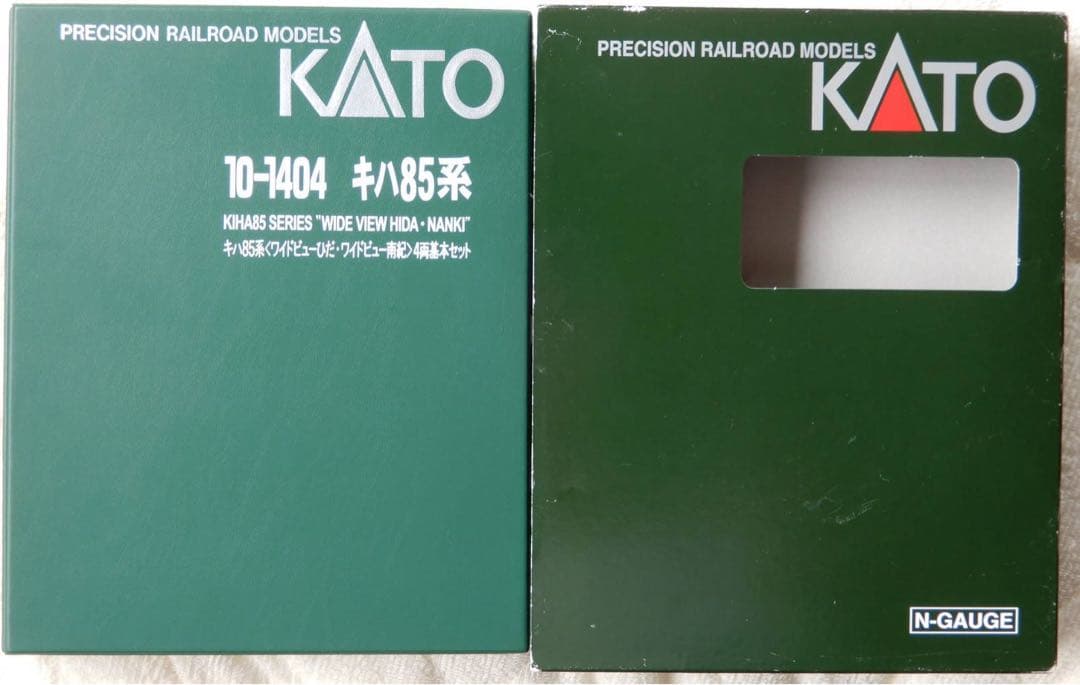 PRECISION RAILROAD MODELS
KATO
10-1404 キハ85系
KIHA85 SERIES "WIDE VIEW HIDA・NANKI"
キハ85系〈ワイドビューひだ・ワイドビュー南紀〉4両基本セット
PRECISION RAILROAD MODELS
KATO
N-GAUGE